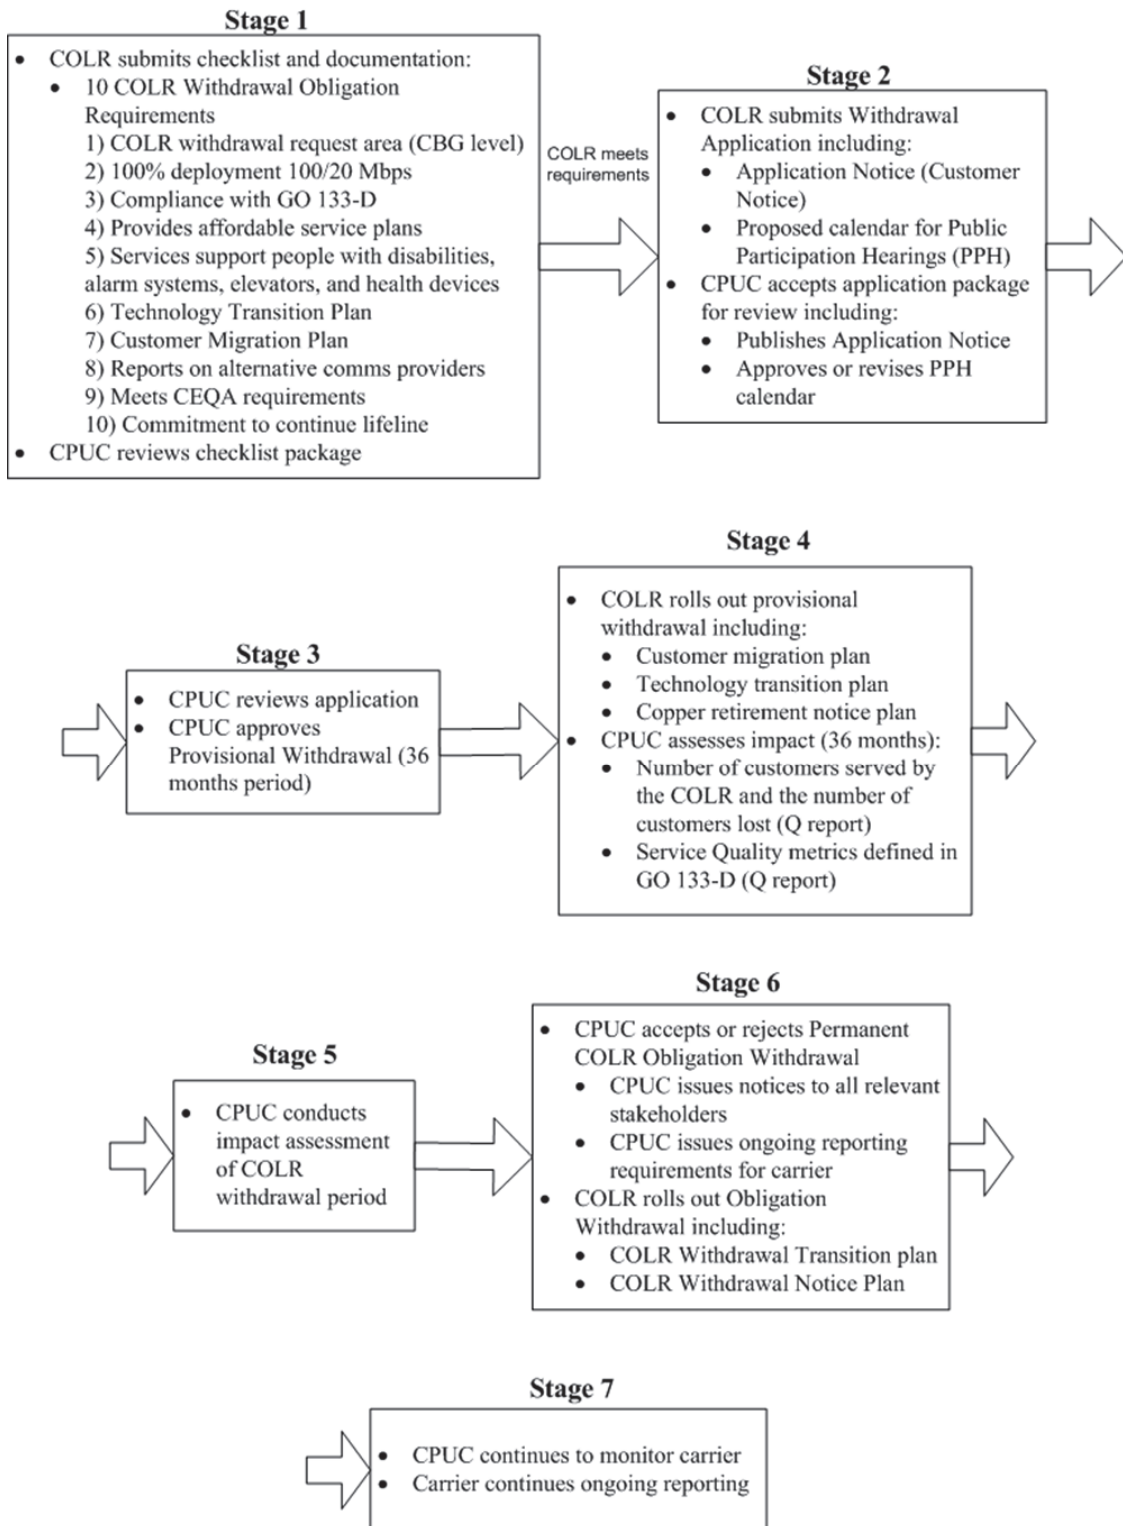 Stage 1
• COLR submits checklist and documentation:
• 10 COLR Withdrawal Obligation
Requirements
1) COLR withdrawal request area (CBG level)
2) 100% deployment 100/20 Mbps
3) Compliance with GO 133-D
4) Provides affordable service plans
5) Services support people with disabilities,
alarm systems, elevators, and health devices
6) Technology Transition Plan
7) Customer Migration Plan
8) Reports on alternative comms providers
9) Meets CEQA requirements
10) Commitment to continue lifeline
• CPUC reviews checklist package
COLR meets
requirements
Stage 2
• COLR submits Withdrawal
Application including:
• Application Notice (Customer
Notice)
• Proposed calendar for Public
Participation Hearings (PPH)
• CPUC accepts application package
for review including:
• Publishes Application Notice
• Approves or revises PPH
calendar
Stage 3
• CPUC reviews application
• CPUC approves
Provisional Withdrawal (36
months period)
Stage 4
• COLR rolls out provisional
withdrawal including:
• Customer migration plan
• Technology transition plan
• Copper retirement notice plan
• CPUC assesses impact (36 months):
• Number of customers served by
the COLR and the number of
customers lost (Q report)
• Service Quality metrics defined in
GO 133-D (Q report)
Stage 5
• CPUC conducts
impact assessment
of COLR
withdrawal period
Stage 6
• CPUC accepts or rejects Permanent
COLR Obligation Withdrawal
• CPUC issues notices to all relevant
stakeholders
• CPUC issues ongoing reporting
requirements for carrier
• COLR rolls out Obligation
Withdrawal including:
• COLR Withdrawal Transition plan
• COLR Withdrawal Notice Plan
Stage 7
• CPUC continues to monitor carrier
• Carrier continues ongoing reporting